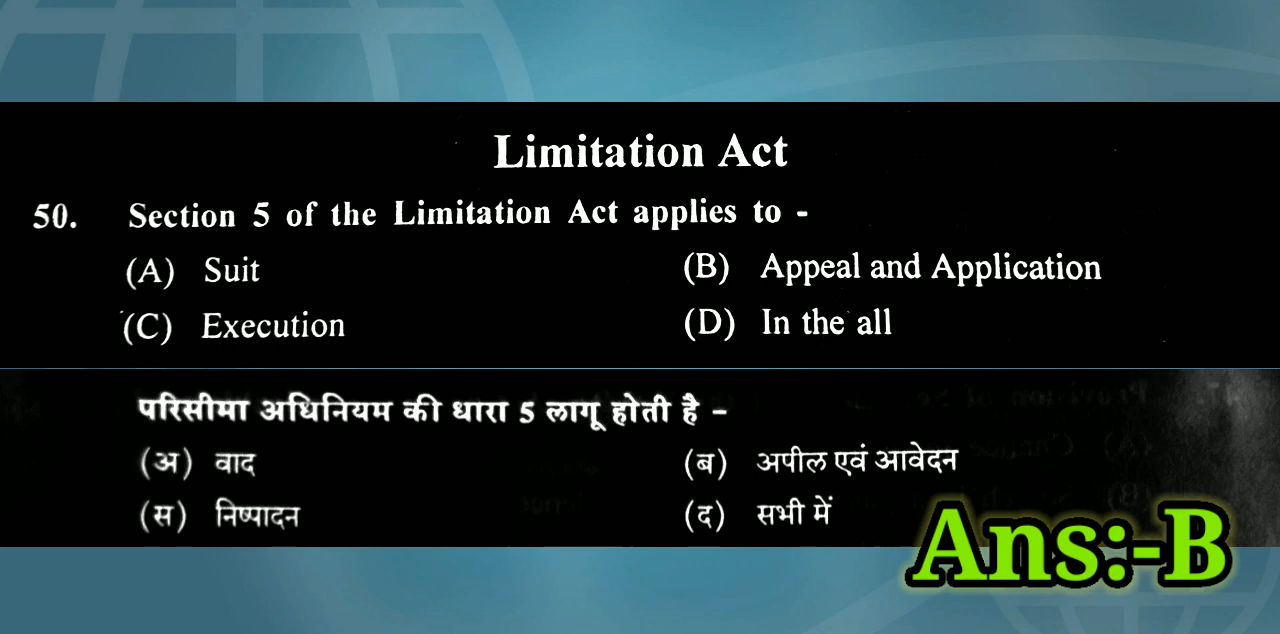 Limitation Act
50. Section 5 of the Limitation Act applies to -
(A) Suit (B) Appeal and Application
(C) Execution (D) In the all
परिसीमा अधिनियम की धारा 5 लागू होती है -
(अ) वाद (ब) अपील एवं आवेदन
(स) निष्पादन (द) सभी में
Ans:-B